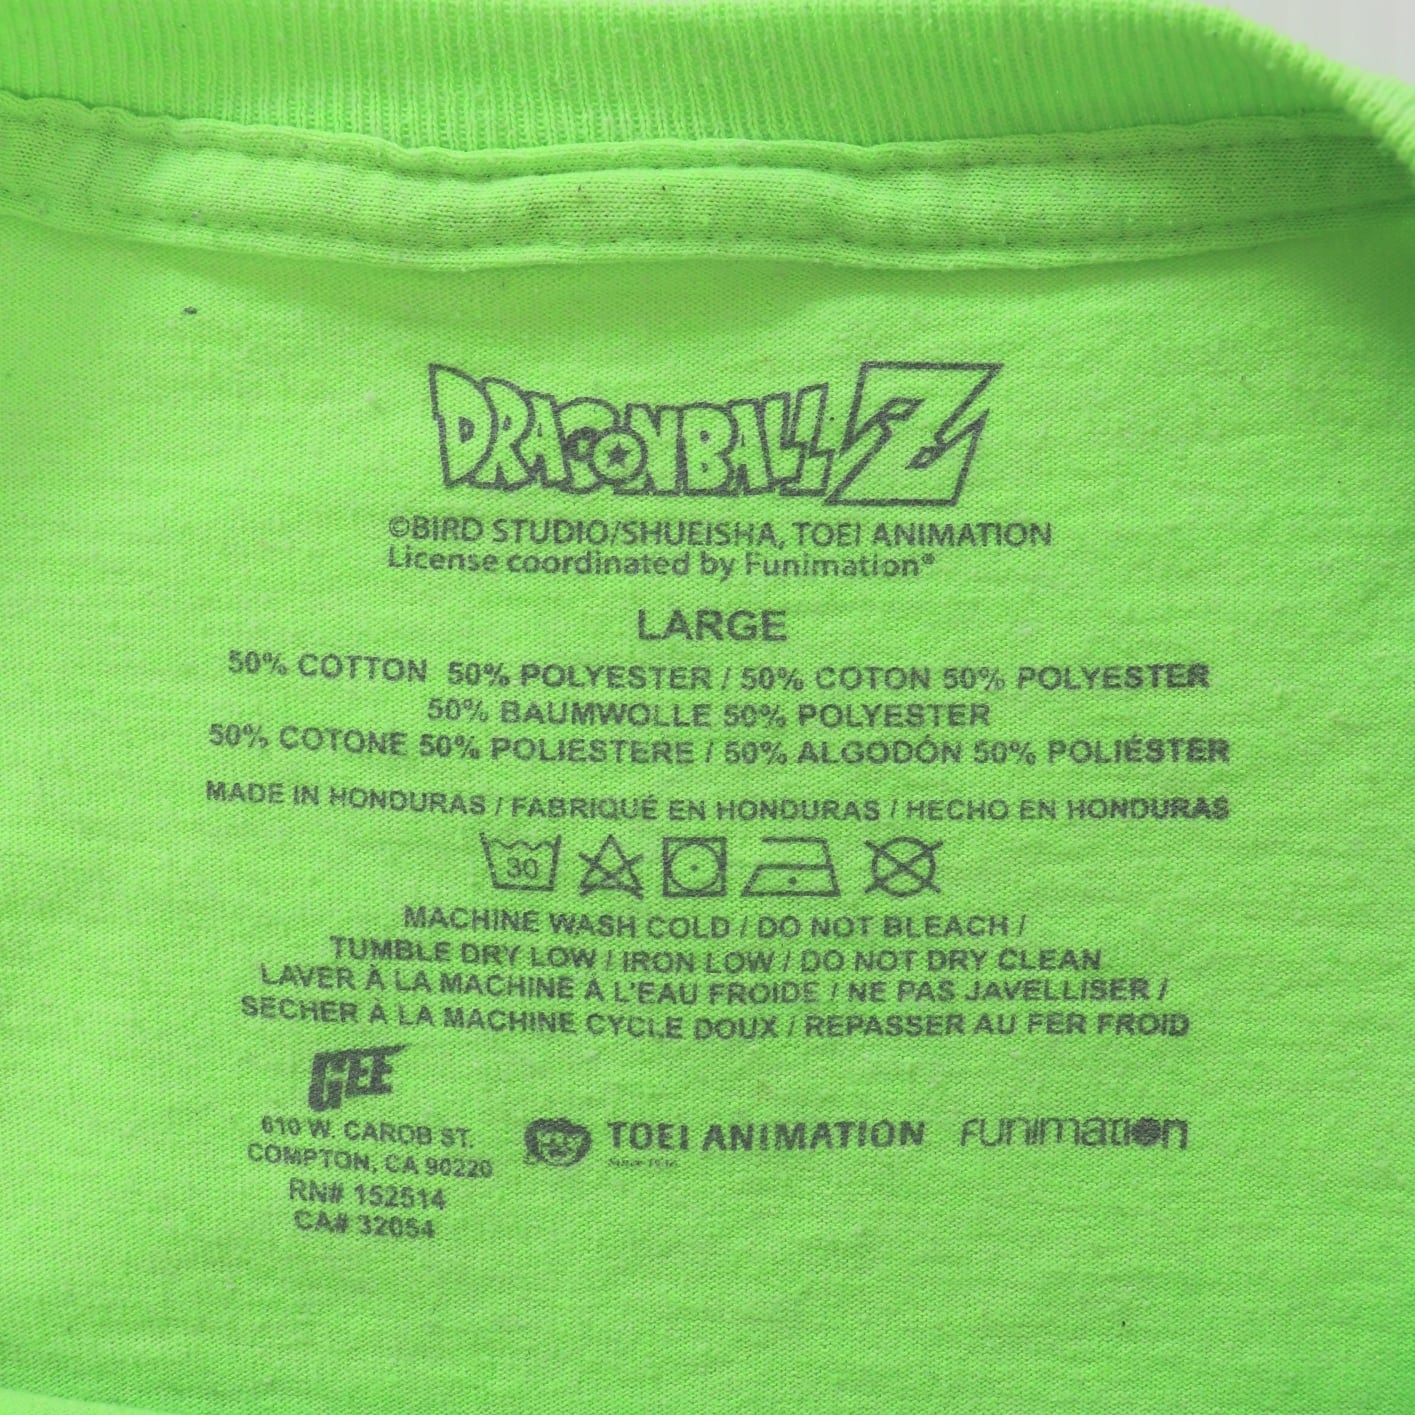 DRAGONBALL Z
©BIRD STUDIO/SHUEISHA, TOEI ANIMATION
License coordinated by Funimation®
LARGE
50% COTTON 50% POLYESTER / 50% COTON 50% POLYESTER
50% BAUMWOLLE 50% POLYESTER
50% COTONE 50% POLIESTERE / 50% ALGODÓN 50% POLIÉSTER
MADE IN HONDURAS / FABRIQUÉ EN HONDURAS / HECHO EN HONDURAS
30
MACHINE WASH COLD / DO NOT BLEACH /
TUMBLE DRY LOW / IRON LOW / DO NOT DRY CLEAN
LAVER À LA MACHINE À L'EAU FROIDE / NE PAS JAVELLISER /
SECHER À LA MACHINE CYCLE DOUX / REPASSER AU FER FROID
GEE
610 W. CAROB ST.
COMPTON, CA 90220
RN# 152514
CA# 32054
TOEI ANIMATION
Since 1956
FUNIMATION